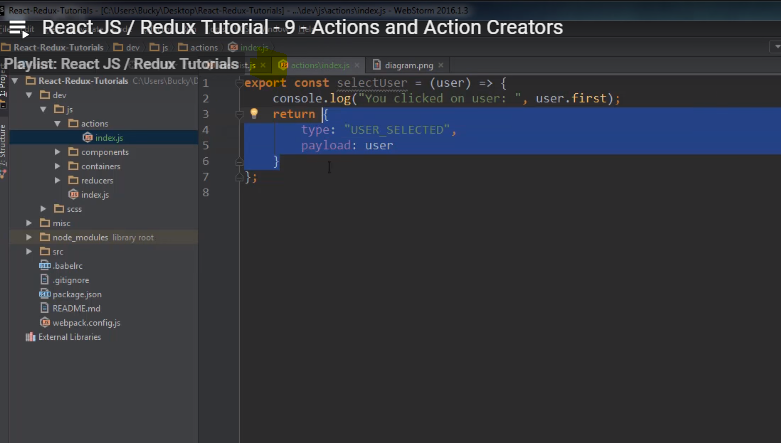 React-Redux-Tutorials - [C:\Users\Bucky\Desktop\React-Redux-Tutorials] - ...\dev\js\actions\index.js - WebStorm 2016.1.3
React JS / Redux Tutorial - 9 - Actions and Action Creators
React-Redux-Tutorials dev js actions index.js
Playlist: React JS / Redux Tutorials
.js × actions\index.js × diagram.png ×
React-Redux-Tutorials C:\Users\Bucky\D
dev
js
actions
index.js
components
containers
reducers
index.js
scss
misc
node_modules library root
src
.babelrc
.gitignore
package.json
README.md
webpack.config.js
External Libraries
1: Proj
2: Structure
1 export const selectUser = (user) => {
2 console.log("You clicked on user: ", user.first);
3 return {
4 type: "USER_SELECTED",
5 payload: user
6 }
7 };
8